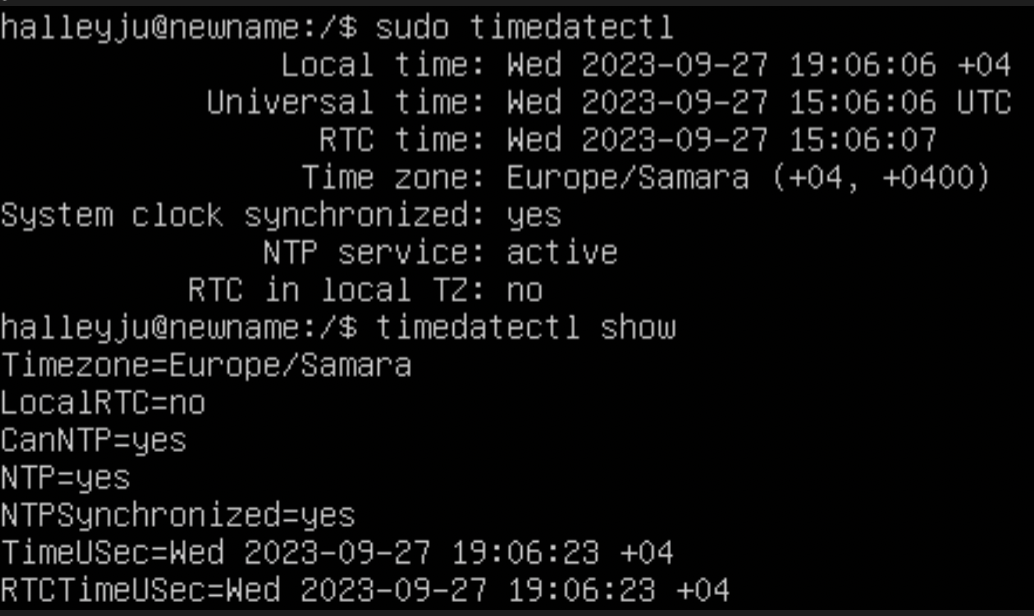 halleyju@newname:/$ sudo timedatectl
Local time: Wed 2023-09-27 19:06:06 +04
Universal time: Wed 2023-09-27 15:06:06 UTC
RTC time: Wed 2023-09-27 15:06:07
Time zone: Europe/Samara (+04, +0400)
System clock synchronized: yes
NTP service: active
RTC in local TZ: no
halleyju@newname:/$ timedatectl show
Timezone=Europe/Samara
LocalRTC=no
CanNTP=yes
NTP=yes
NTPSynchronized=yes
TimeUSec=Wed 2023-09-27 19:06:23 +04
RTCTimeUSec=Wed 2023-09-27 19:06:23 +04